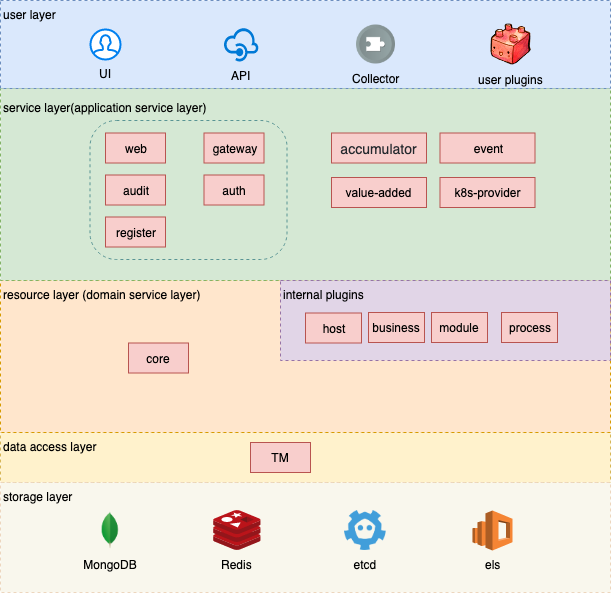 user layer
UI
API
Collector
user plugins
service layer(application service layer)
web
gateway
accumulator
event
audit
auth
value-added
k8s-provider
register
resource layer (domain service layer)
internal plugins
host
business
module
process
core
data access layer
TM
storage layer
MongoDB
Redis
etcd
els